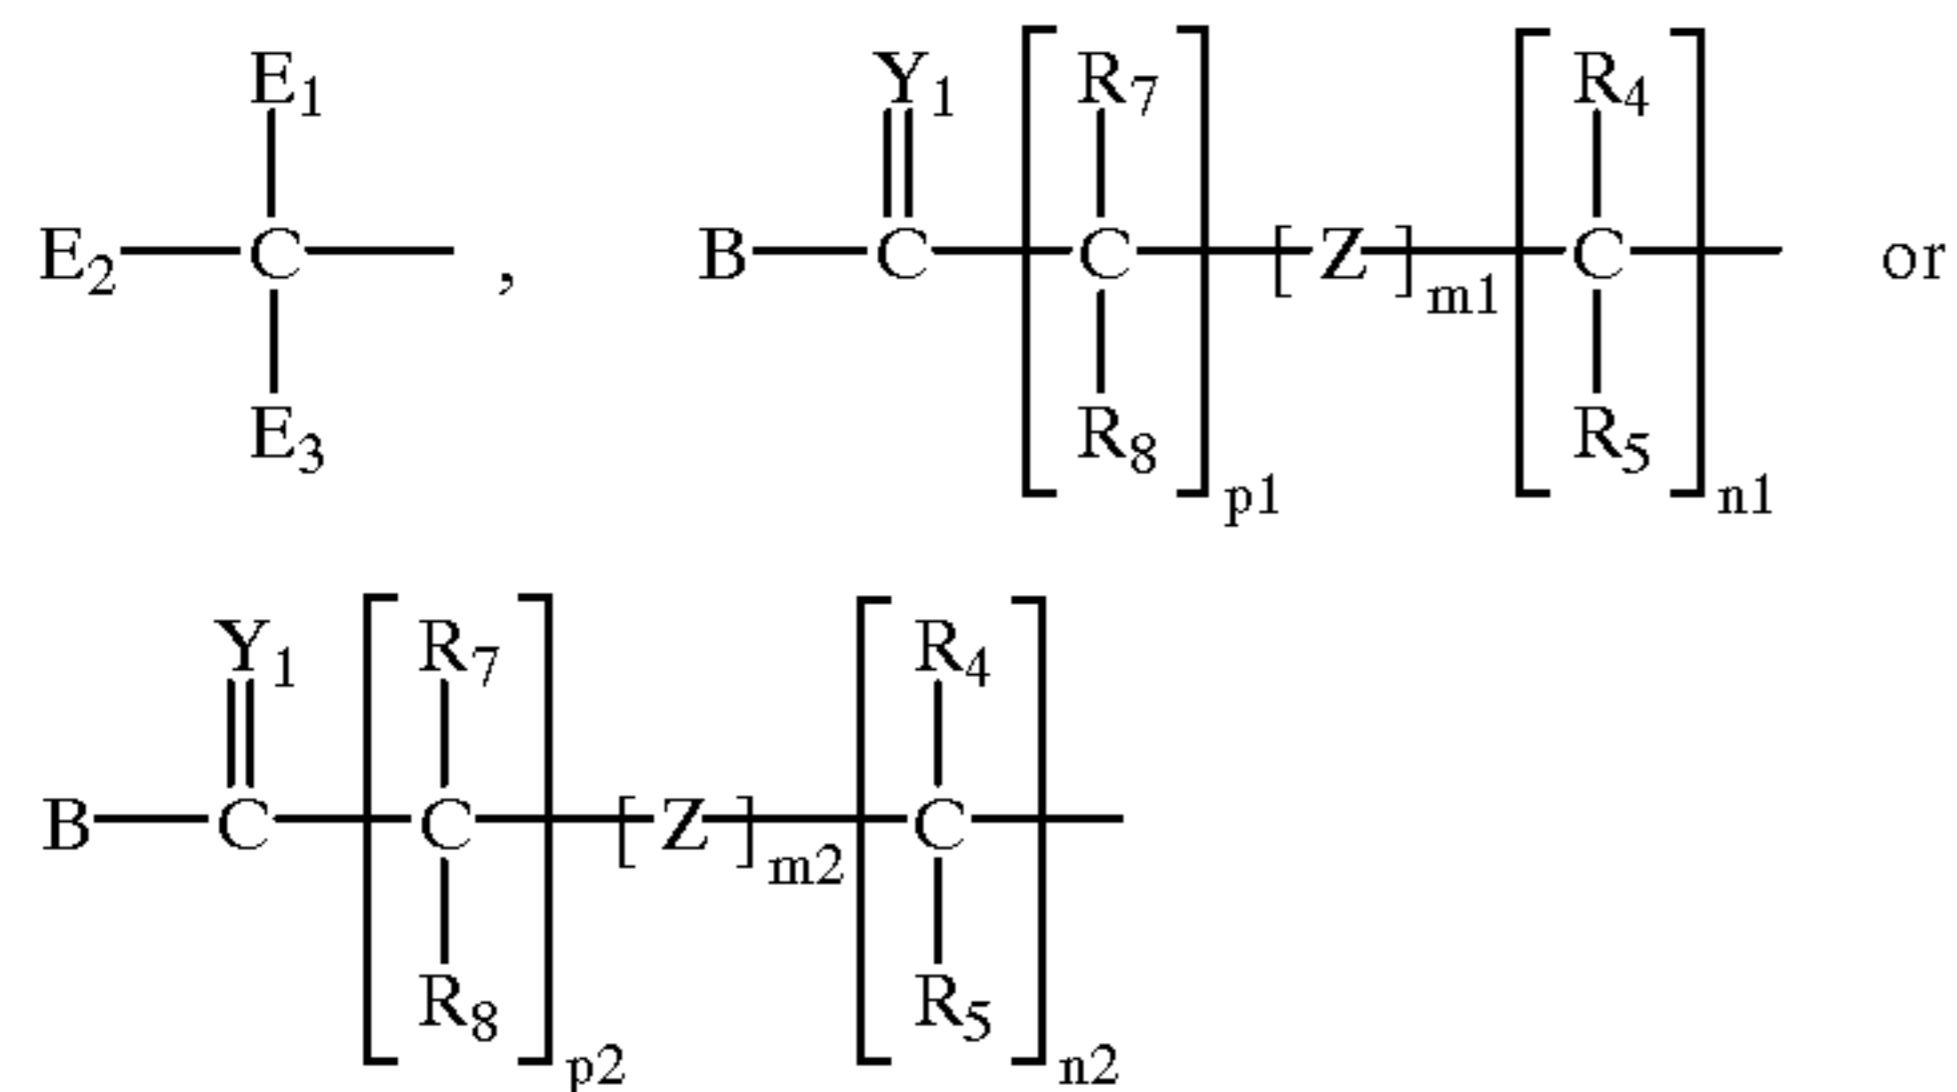 E1 Y1 R7 R4
E2 C , B C [ C ] [ Z ] m1 [ C ] or
E3 R8 p1 R5 n1
Y1 R7 R4
B C [ C ] [ Z ] m2 [ C ]
R8 p2 R5 n2